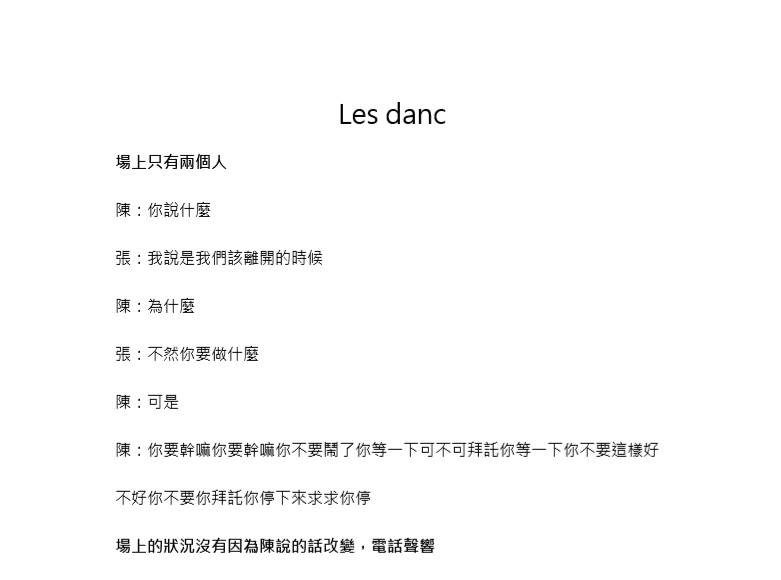 Les danc
場上只有兩個人
陳：你說什麼
張：我說是我們該離開的時候
陳：為什麼
張：不然你要做什麼
陳：可是
陳：你要幹嘛你要幹嘛你不要鬧了你等一下可不可拜託你等一下你不要這樣好
不好你不要你拜託你停下來求求你停
場上的狀況沒有因為陳說的話改變，電話聲響